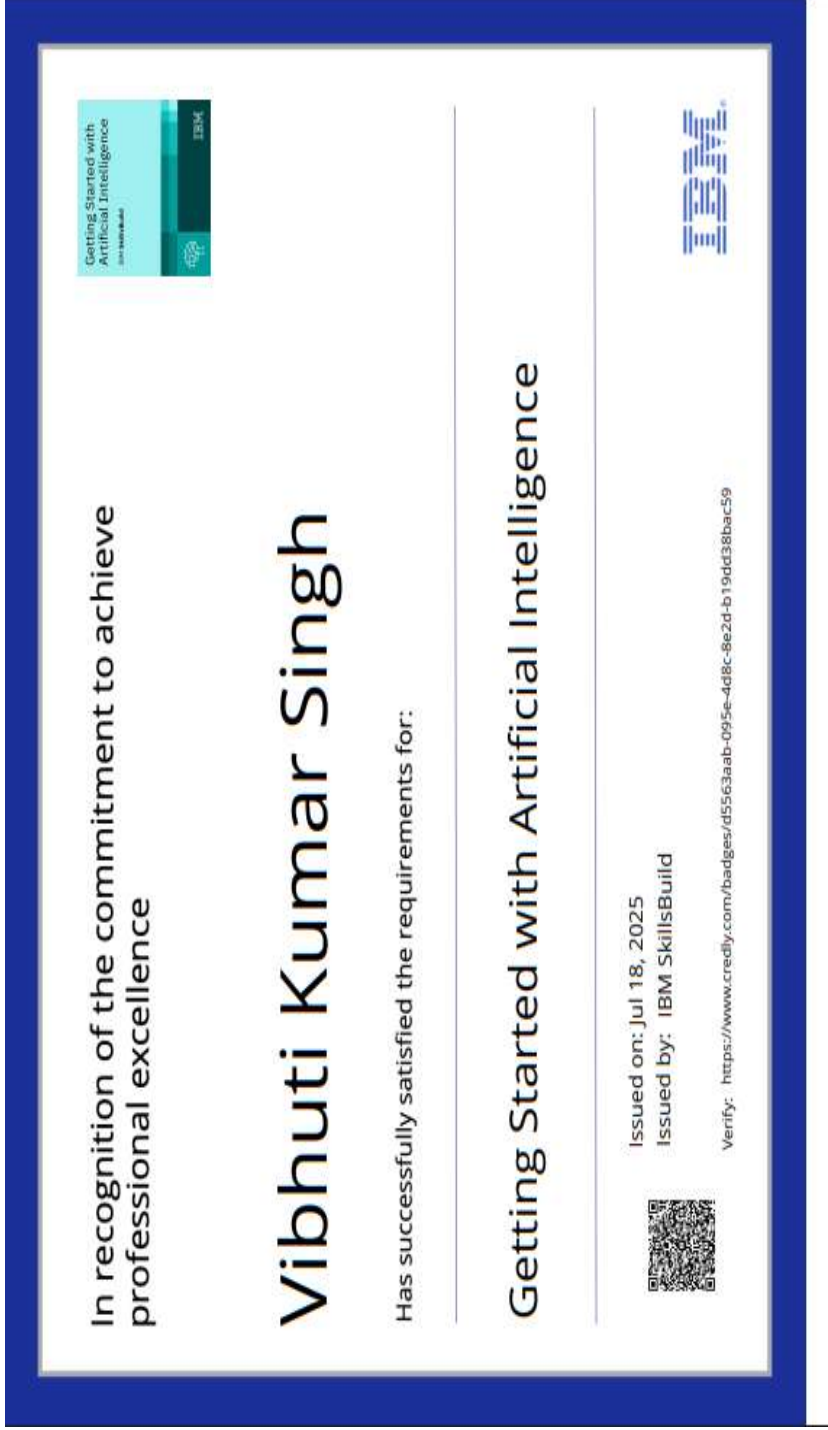 In recognition of the commitment to achieve
professional excellence
Getting Started with
Artificial Intelligence
IBM SkillsBuild
IBM
Vibhuti Kumar Singh
Has successfully satisfied the requirements for:
Getting Started with Artificial Intelligence
Issued on: Jul 18, 2025
Issued by: IBM SkillsBuild
Verify: https://www.credly.com/badges/d5563aab-095e-4d8c-8e2d-b19dd38bac59
IBM®